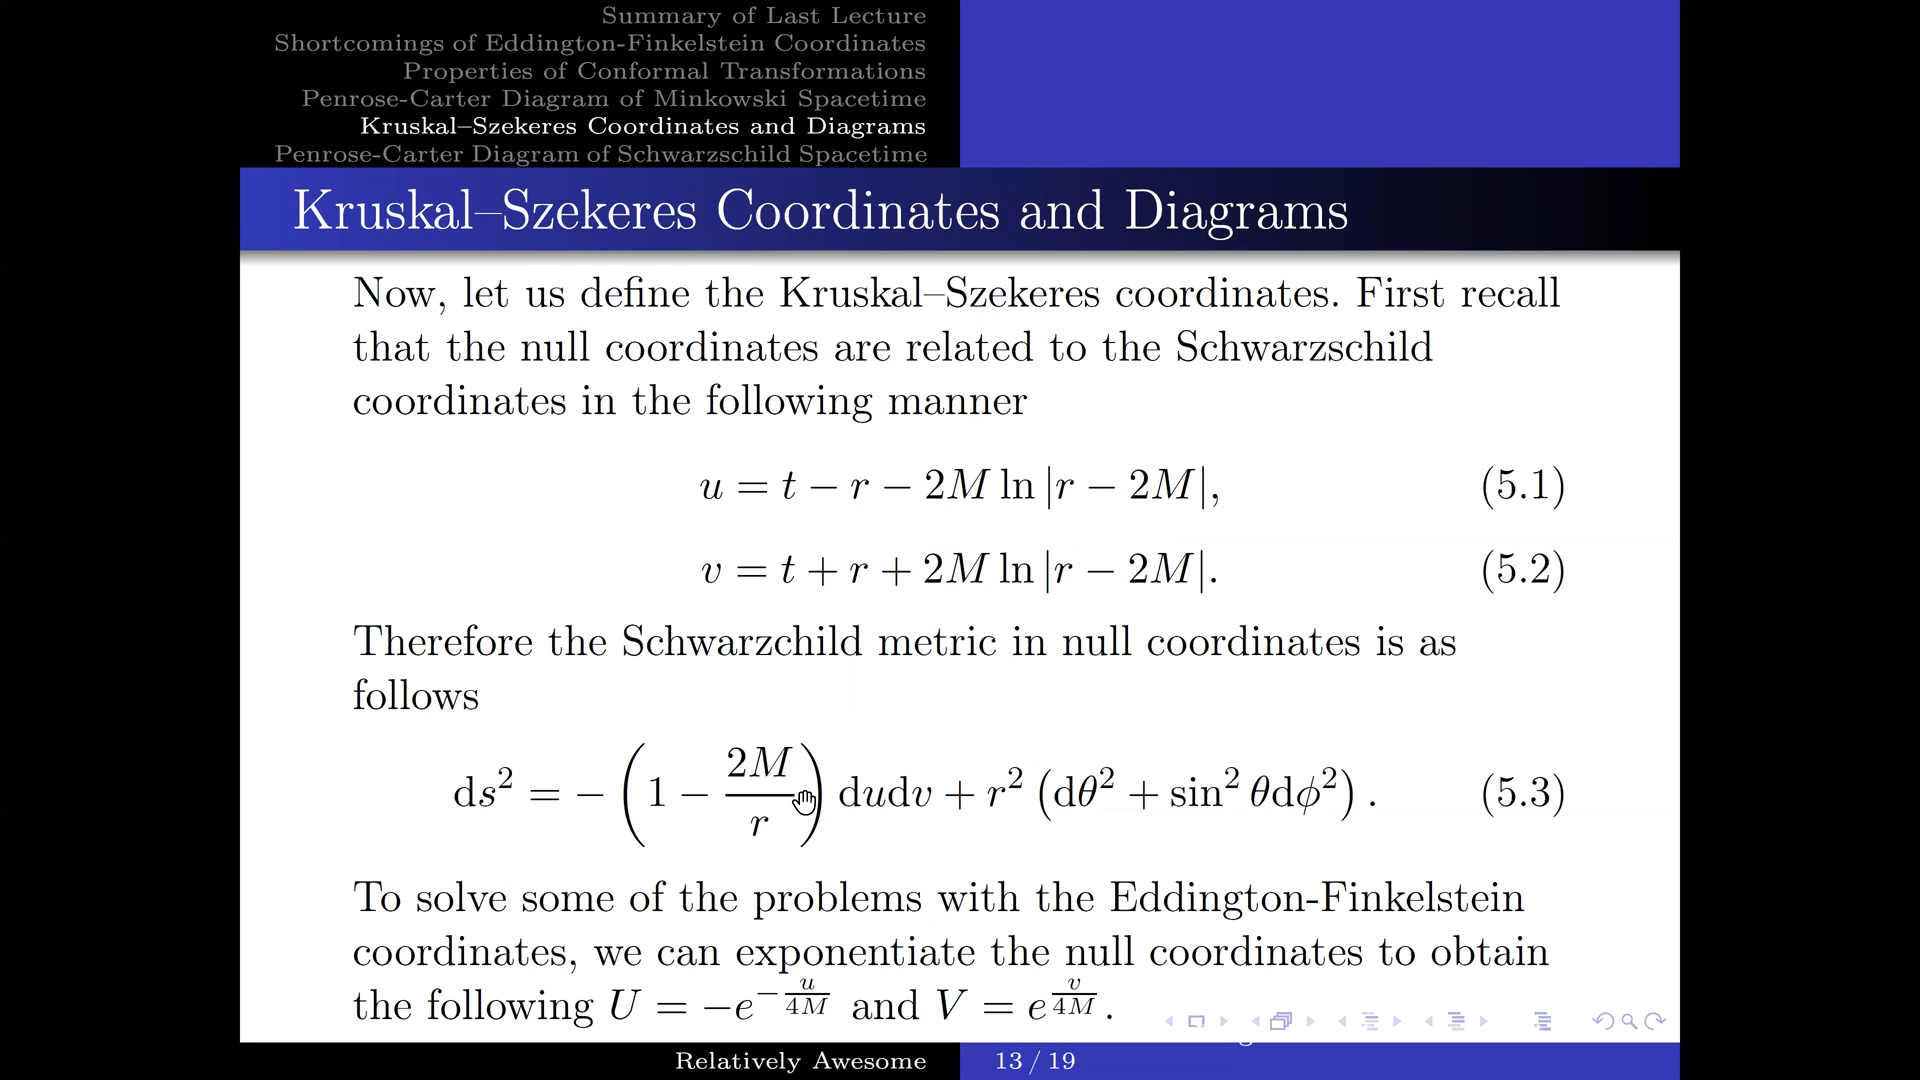 Summary of Last Lecture
Shortcomings of Eddington-Finkelstein Coordinates
Properties of Conformal Transformations
Penrose-Carter Diagram of Minkowski Spacetime
Kruskal–Szekeres Coordinates and Diagrams
Penrose-Carter Diagram of Schwarzschild Spacetime
Kruskal–Szekeres Coordinates and Diagrams
Now, let us define the Kruskal–Szekeres coordinates. First recall
that the null coordinates are related to the Schwarzschild
coordinates in the following manner
u = t − r − 2M ln |r − 2M|, (5.1)
v = t + r + 2M ln |r − 2M|. (5.2)
Therefore the Schwarzchild metric in null coordinates is as
follows
ds² = − (1 − 2M/r) dudv + r² (dθ² + sin² θdϕ²) . (5.3)
To solve some of the problems with the Eddington-Finkelstein
coordinates, we can exponentiate the null coordinates to obtain
the following U = −e^{−u/4M} and V = e^{v/4M}.
Relatively Awesome 13 / 19